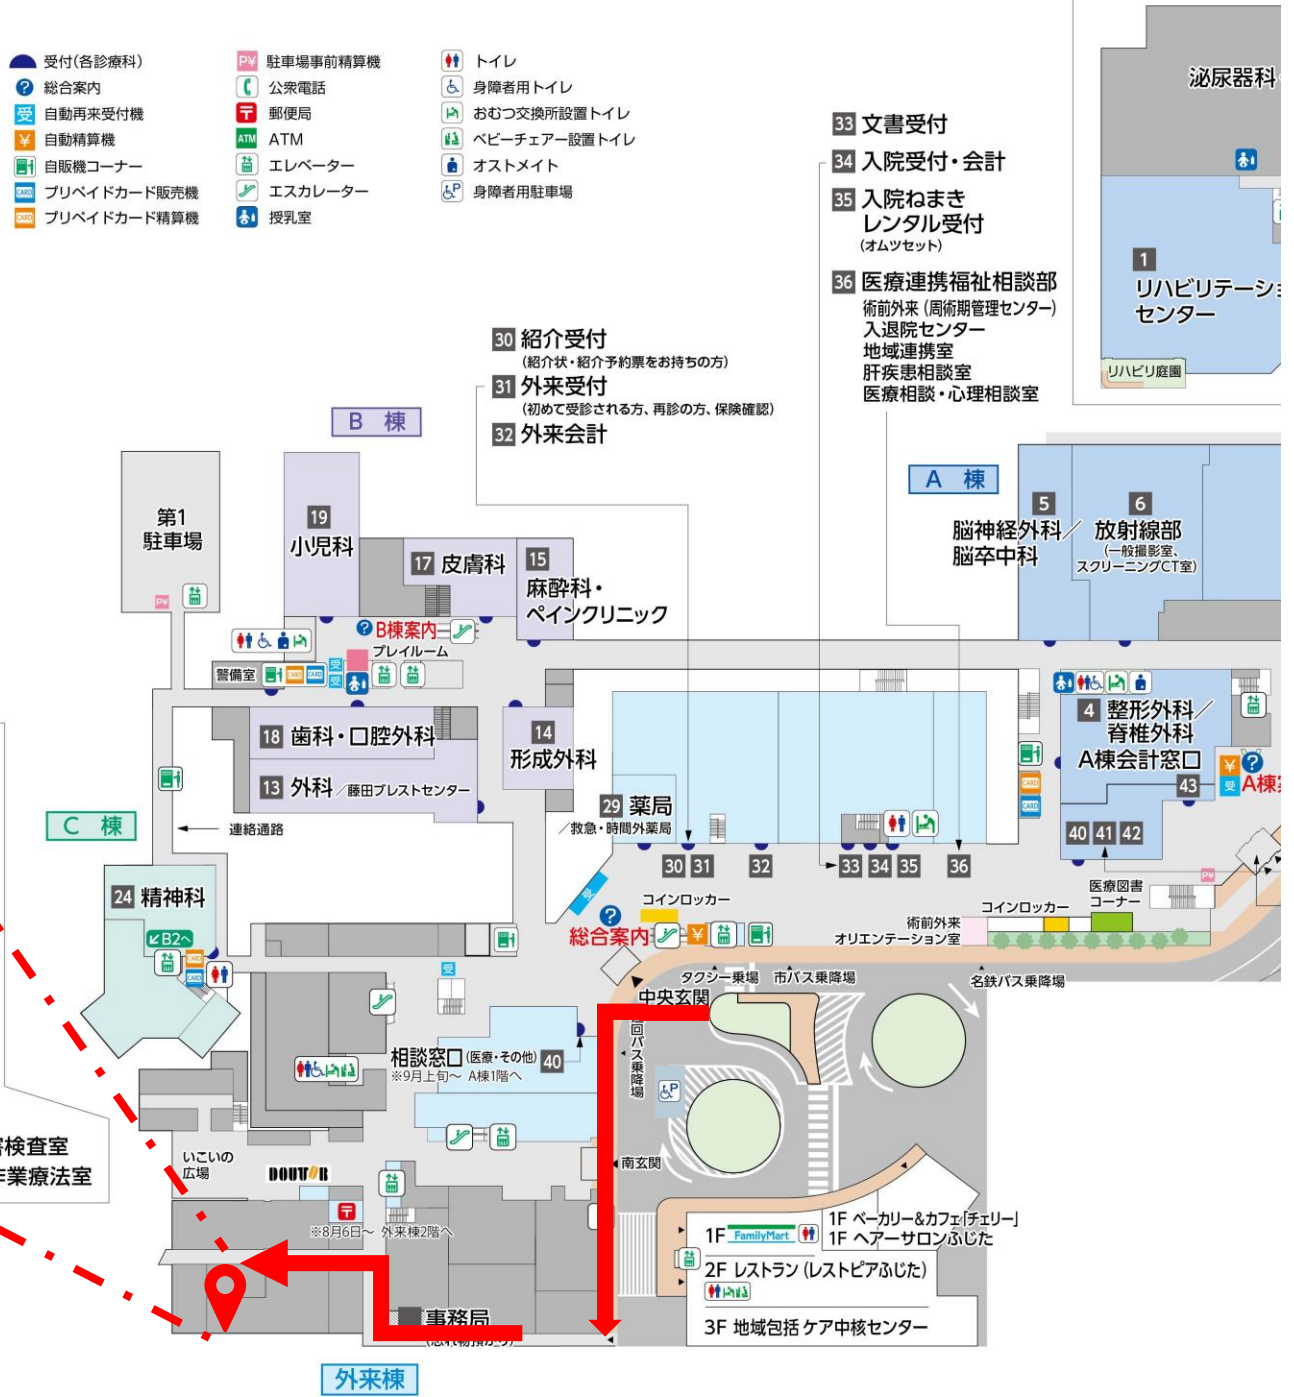 受付(各診療科)
総合案内
自動再来受付機
自動精算機
自販機コーナー
プリペイドカード販売機
プリペイドカード精算機
P¥ 駐車場事前精算機
公衆電話
郵便局
ATM ATM
エレベーター
エスカレーター
授乳室
トイレ
身障者用トイレ
おむつ交換所設置トイレ
ベビーチェアー設置トイレ
オストメイト
身障者用駐車場
33 文書受付
34 入院受付・会計
35 入院ねまき
レンタル受付
(オムツセット)
36 医療連携福祉相談部
術前外来(周術期管理センター)
入退院センター
地域連携室
肝疾患相談室
医療相談・心理相談室
泌尿器科
1
リハビリテーショ
センター
リハビリ庭園
30 紹介受付
(紹介状・紹介予約票をお持ちの方)
31 外来受付
(初めて受診される方、再診の方、保険確認)
32 外来会計
B 棟
A 棟
第1
駐車場
P¥
19
小児科
17 皮膚科
15
麻酔科・
ペインクリニック
5
脳神経外科/
脳卒中科
6
放射線部
(一般撮影室、
スクリーニングCT室)
B棟案内
プレイルーム
警備室
CARD CARD
受
受
18 歯科・口腔外科
13 外科/藤田ブレストセンター
14
形成外科
29 薬局
/救急・時間外薬局
4 整形外科/
脊椎外科
A棟会計窓口
43
¥
受 A棟案
40 41 42
C 棟
連絡通路
24 精神科
B2へ
CARD
CARD
30 31 32 33 34 35 36
受
コインロッカー
総合案内
¥
医療図書
コーナー
P¥
コインロッカー
術前外来
オリエンテーション室
タクシー乗場 市バス乗降場
名鉄バス乗降場
中央玄関
回バス乗降場
受
相談窓口(医療・その他) 40
※9月上旬〜 A棟1階へ
南玄関
害検査室
作業療法室
いこいの
広場
DOUTOR
※8月6日〜 外来棟2階へ
1F FamilyMart
1F ベーカリー&カフェ「チェリー」
1F ヘアーサロンふじた
2F レストラン(レストピアふじた)
3F 地域包括ケア中核センター
事務局
外来棟